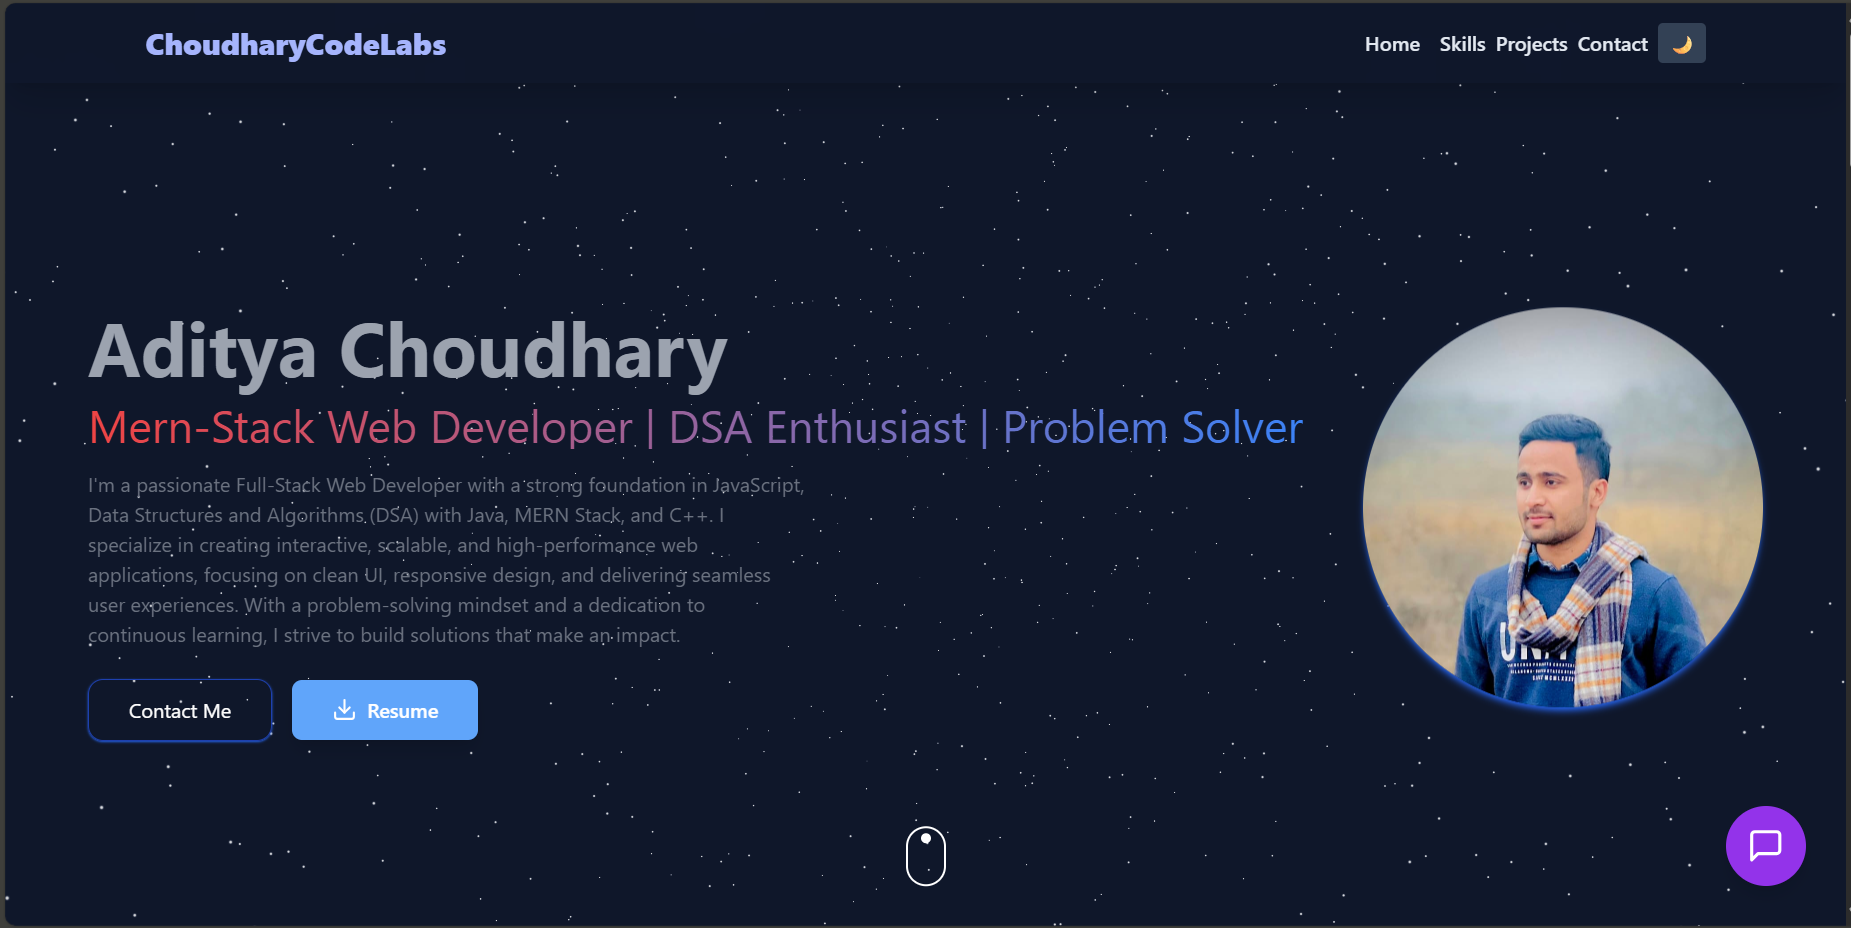 ChoudharyCodeLabs
Home Skills Projects Contact
Aditya Choudhary
Mern-Stack Web Developer | DSA Enthusiast | Problem Solver
I'm a passionate Full-Stack Web Developer with a strong foundation in JavaScript,
Data Structures and Algorithms (DSA) with Java, MERN Stack, and C++. I
specialize in creating interactive, scalable, and high-performance web
applications, focusing on clean UI, responsive design, and delivering seamless
user experiences. With a problem-solving mindset and a dedication to
continuous learning, I strive to build solutions that make an impact.
Contact Me
Resume